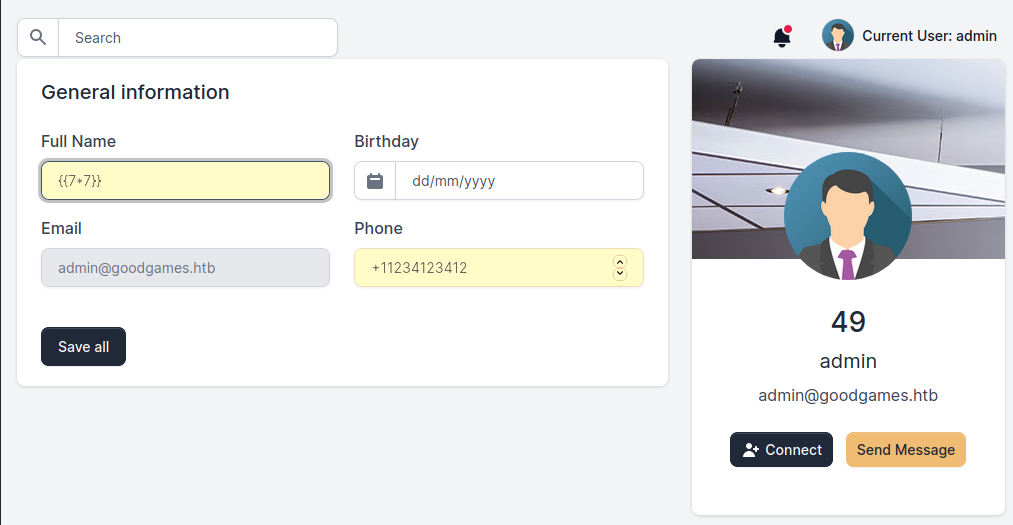 Search
Current User: admin
General information
Full Name
Birthday
{{7*7}}
dd/mm/yyyy
Email
Phone
admin@goodgames.htb
+11234123412
Save all
49
admin
admin@goodgames.htb
Connect
Send Message